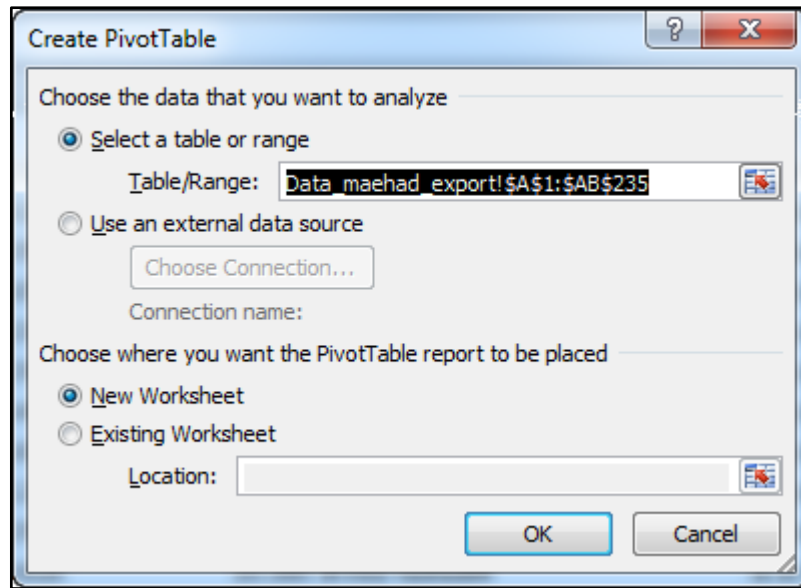 Create PivotTable
Choose the data that you want to analyze
Select a table or range
Table/Range: Data_maehad_export!$A$1:$AB$235
Use an external data source
Choose Connection...
Connection name:
Choose where you want the PivotTable report to be placed
New Worksheet
Existing Worksheet
Location:
OK Cancel